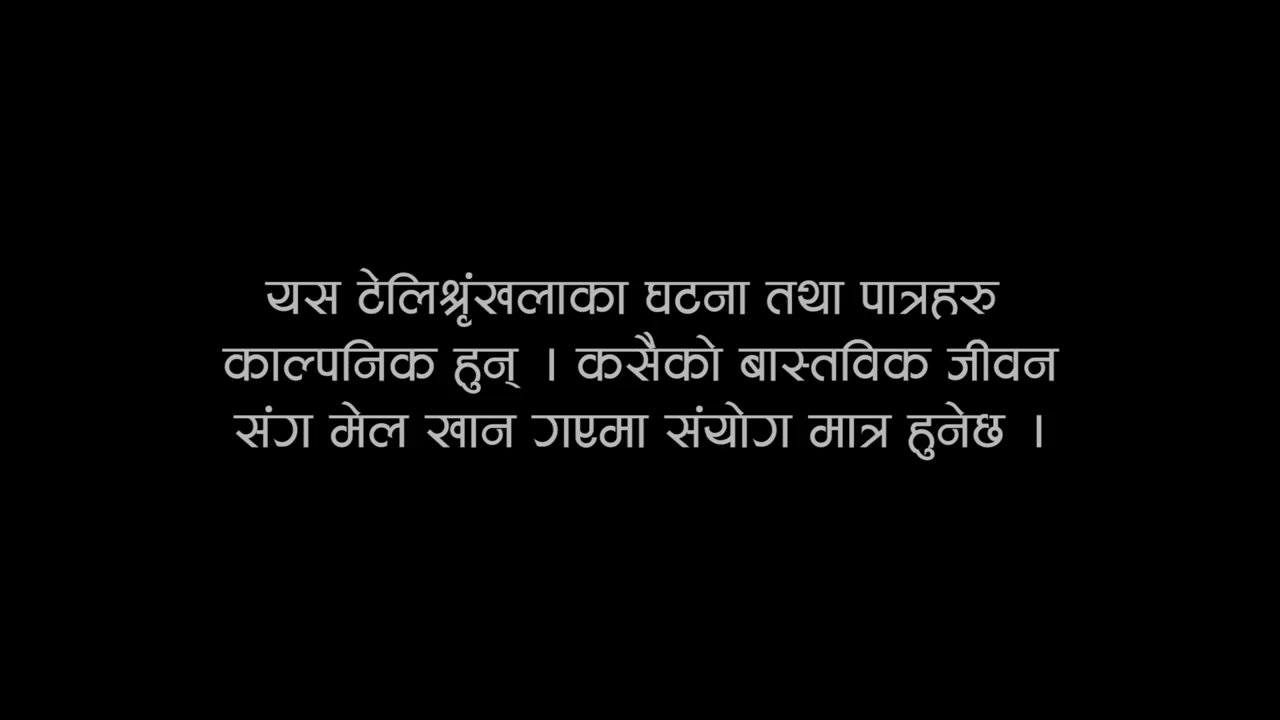 यस टेलिश्रृंखलाका घटना तथा पात्रहरु
काल्पनिक हुन् । कसैको बास्तविक जीवन
संग मेल खान गएमा संयोग मात्र हुनेछ ।